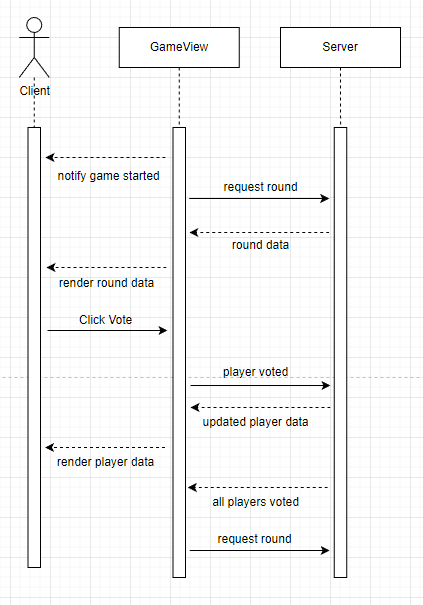 GameView
Server
Client
notify game started
request round
round data
render round data
Click Vote
player voted
updated player data
render player data
all players voted
request round